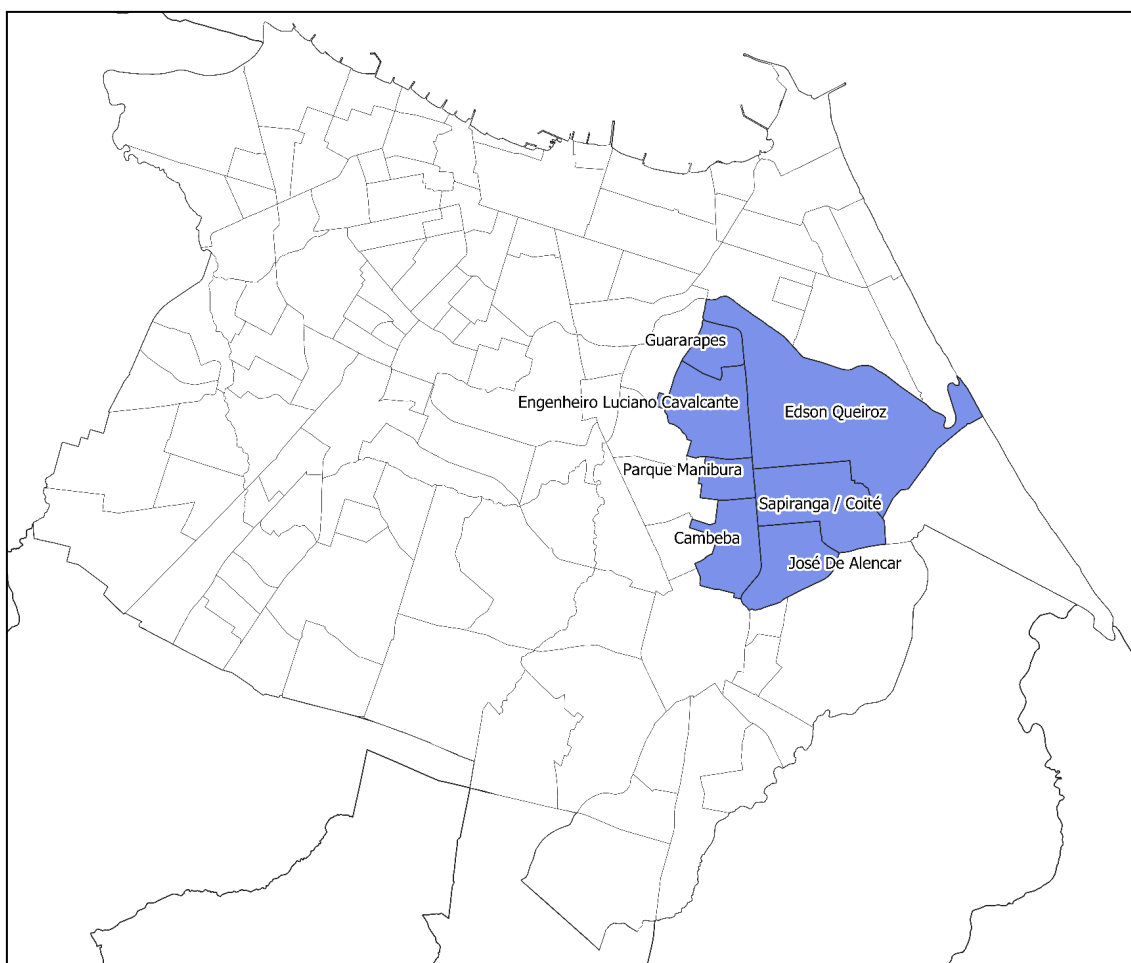 Guararapes
Engenheiro Luciano Cavalcante
Edson Queiroz
Parque Manibura
Sapiranga / Coité
Cambeba
José De Alencar